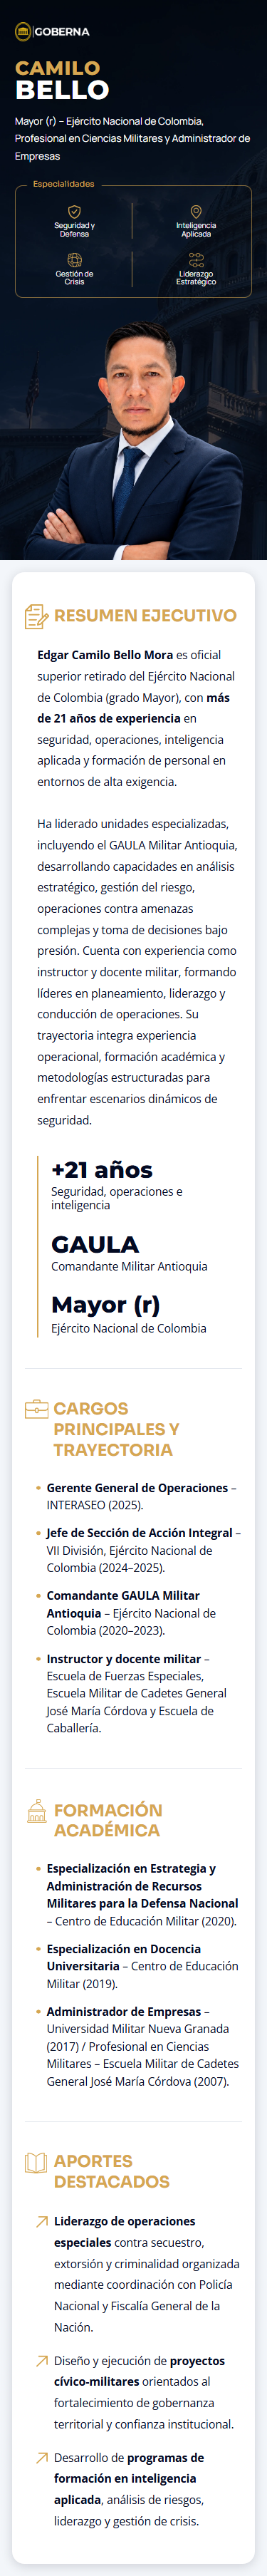 GOBERNA
CAMILO
BELLO
Mayor (r) – Ejército Nacional de Colombia,
Profesional en Ciencias Militares y Administrador de
Empresas
Especialidades
Seguridad y
Defensa
Inteligencia
Aplicada
Gestión de
Crisis
Liderazgo
Estratégico
RESUMEN EJECUTIVO
Edgar Camilo Bello Mora es oficial
superior retirado del Ejército Nacional
de Colombia (grado Mayor), con más
de 21 años de experiencia en
seguridad, operaciones, inteligencia
aplicada y formación de personal en
entornos de alta exigencia.
Ha liderado unidades especializadas,
incluyendo el GAULA Militar Antioquia,
desarrollando capacidades en análisis
estratégico, gestión del riesgo,
operaciones contra amenazas
complejas y toma de decisiones bajo
presión. Cuenta con experiencia como
instructor y docente militar, formando
líderes en planeamiento, liderazgo y
conducción de operaciones. Su
trayectoria integra experiencia
operacional, formación académica y
metodologías estructuradas para
enfrentar escenarios dinámicos de
seguridad.
+21 años
Seguridad, operaciones e
inteligencia
GAULA
Comandante Militar Antioquia
Mayor (r)
Ejército Nacional de Colombia
CARGOS
PRINCIPALES Y
TRAYECTORIA
• Gerente General de Operaciones –
INTERASEO (2025).
• Jefe de Sección de Acción Integral –
VII División, Ejército Nacional de
Colombia (2024–2025).
• Comandante GAULA Militar
Antioquia – Ejército Nacional de
Colombia (2020–2023).
• Instructor y docente militar –
Escuela de Fuerzas Especiales,
Escuela Militar de Cadetes General
José María Córdova y Escuela de
Caballería.
FORMACIÓN
ACADÉMICA
• Especialización en Estrategia y
Administración de Recursos
Militares para la Defensa Nacional
– Centro de Educación Militar (2020).
• Especialización en Docencia
Universitaria – Centro de Educación
Militar (2019).
• Administrador de Empresas –
Universidad Militar Nueva Granada
(2017) / Profesional en Ciencias
Militares – Escuela Militar de Cadetes
General José María Córdova (2007).
APORTES
DESTACADOS
Liderazgo de operaciones
especiales contra secuestro,
extorsión y criminalidad organizada
mediante coordinación con Policía
Nacional y Fiscalía General de la
Nación.
Diseño y ejecución de proyectos
cívico-militares orientados al
fortalecimiento de gobernanza
territorial y confianza institucional.
Desarrollo de programas de
formación en inteligencia
aplicada, análisis de riesgos,
liderazgo y gestión de crisis.